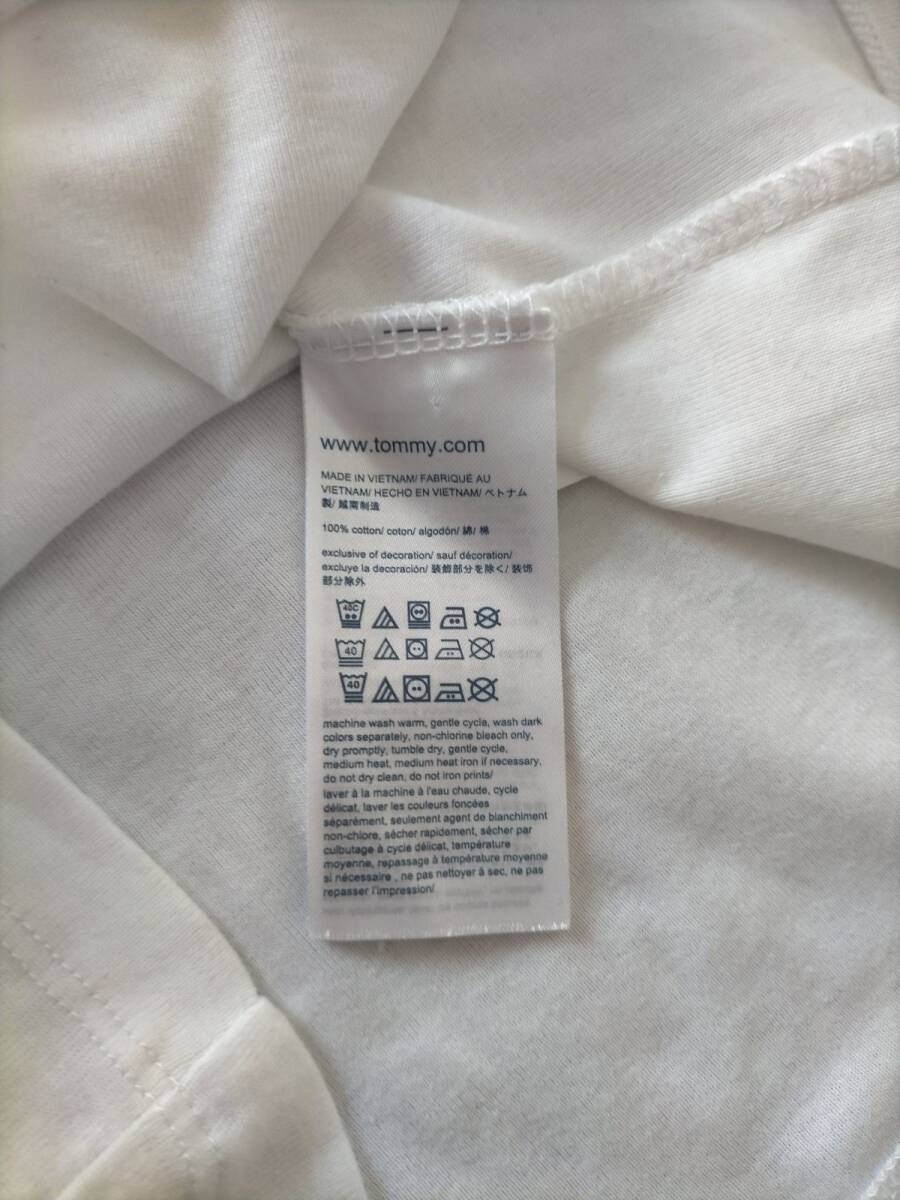 www.tommy.com
MADE IN VIETNAM/ FABRIQUÉ AU
VIETNAM/ HECHO EN VIETNAM/ ベトナム
製/ 越南制造
100% cotton/ coton/ algodón/ 綿/ 棉
exclusive of decoration/ sauf décoration/
excluye la decoración/ 装飾部分を除く/ 装饰
部分除外
40C
40
40
machine wash warm, gentle cycle, wash dark
colors separately, non-chlorine bleach only,
dry promptly, tumble dry, gentle cycle,
medium heat, medium heat iron if necessary,
do not dry clean, do not iron prints/
laver à la machine à l'eau chaude, cycle
délicat, laver les couleurs foncées
séparément, seulement agent de blanchiment
non-chlore, sécher rapidement, sécher par
culbutage à cycle délicat, température
moyenne, repassage à température moyenne
si nécessaire , ne pas nettoyer à sec, ne pas
repasser l'impression/